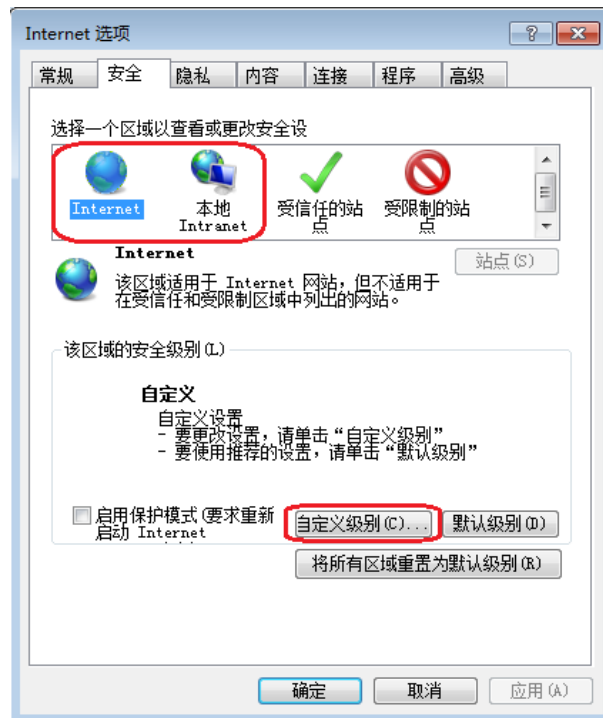 Internet 选项
常规 安全 隐私 内容 连接 程序 高级
选择一个区域以查看或更改安全设
Internet
本地
Intranet
受信任的站
点
受限制的站
点
Internet
站点(S)
该区域适用于 Internet 网站，但不适用于
在受信任和受限制区域中列出的网站。
该区域的安全级别(L)
自定义
自定义设置
- 要更改设置，请单击“自定义级别”
- 要使用推荐的设置，请单击“默认级别”
启用保护模式(要求重新
启动 Internet
自定义级别(C)...
默认级别(D)
将所有区域重置为默认级别(R)
确定 取消 应用(A)